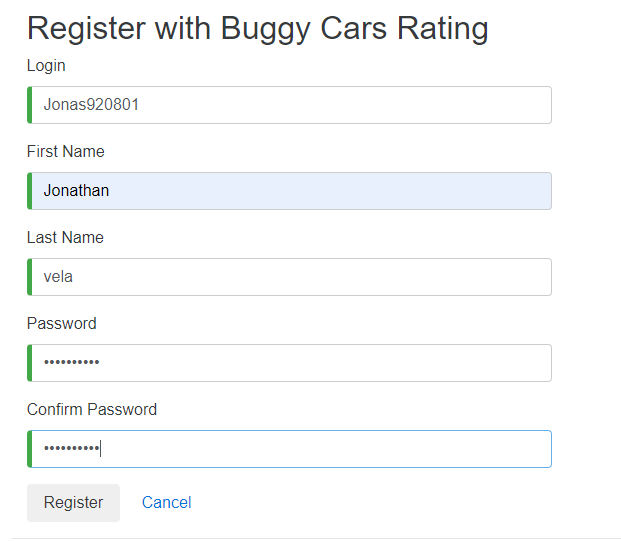 Register with Buggy Cars Rating
Login
Jonas920801
First Name
Jonathan
Last Name
vela
Password
••••••••••
Confirm Password
••••••••••
Register Cancel